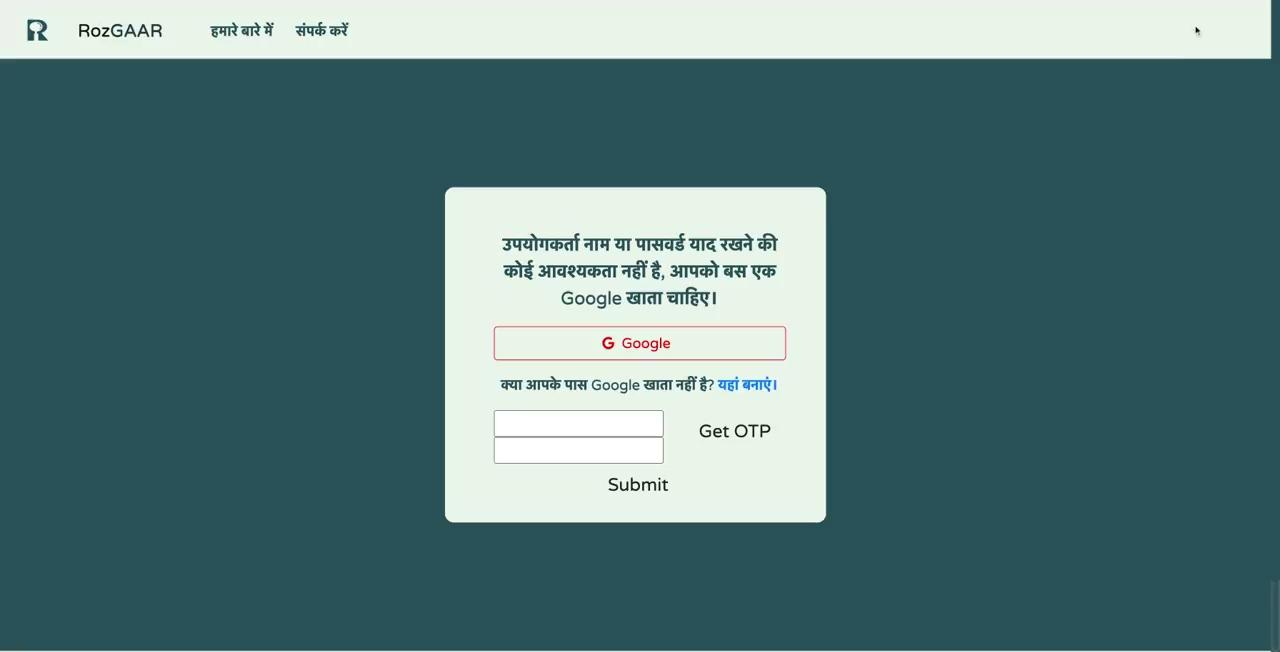 RozGAAR हमारे बारे में संपर्क करें
उपयोगकर्ता नाम या पासवर्ड याद रखने की
कोई आवश्यकता नहीं है, आपको बस एक
Google खाता चाहिए।
G Google
क्या आपके पास Google खाता नहीं है? यहां बनाएं।
Get OTP
Submit